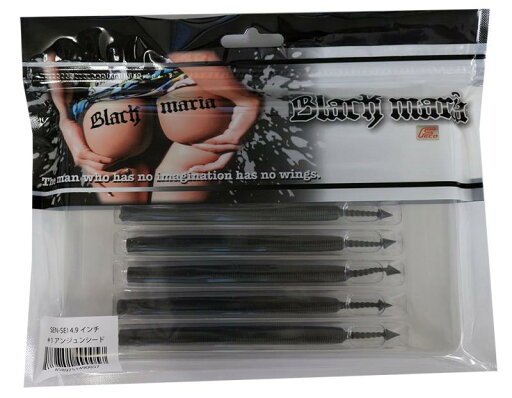 Black maria
Black maria
The man who has no imagination has no wings.
SEN-SEI 4.9 インチ
#1 アンジュンシード